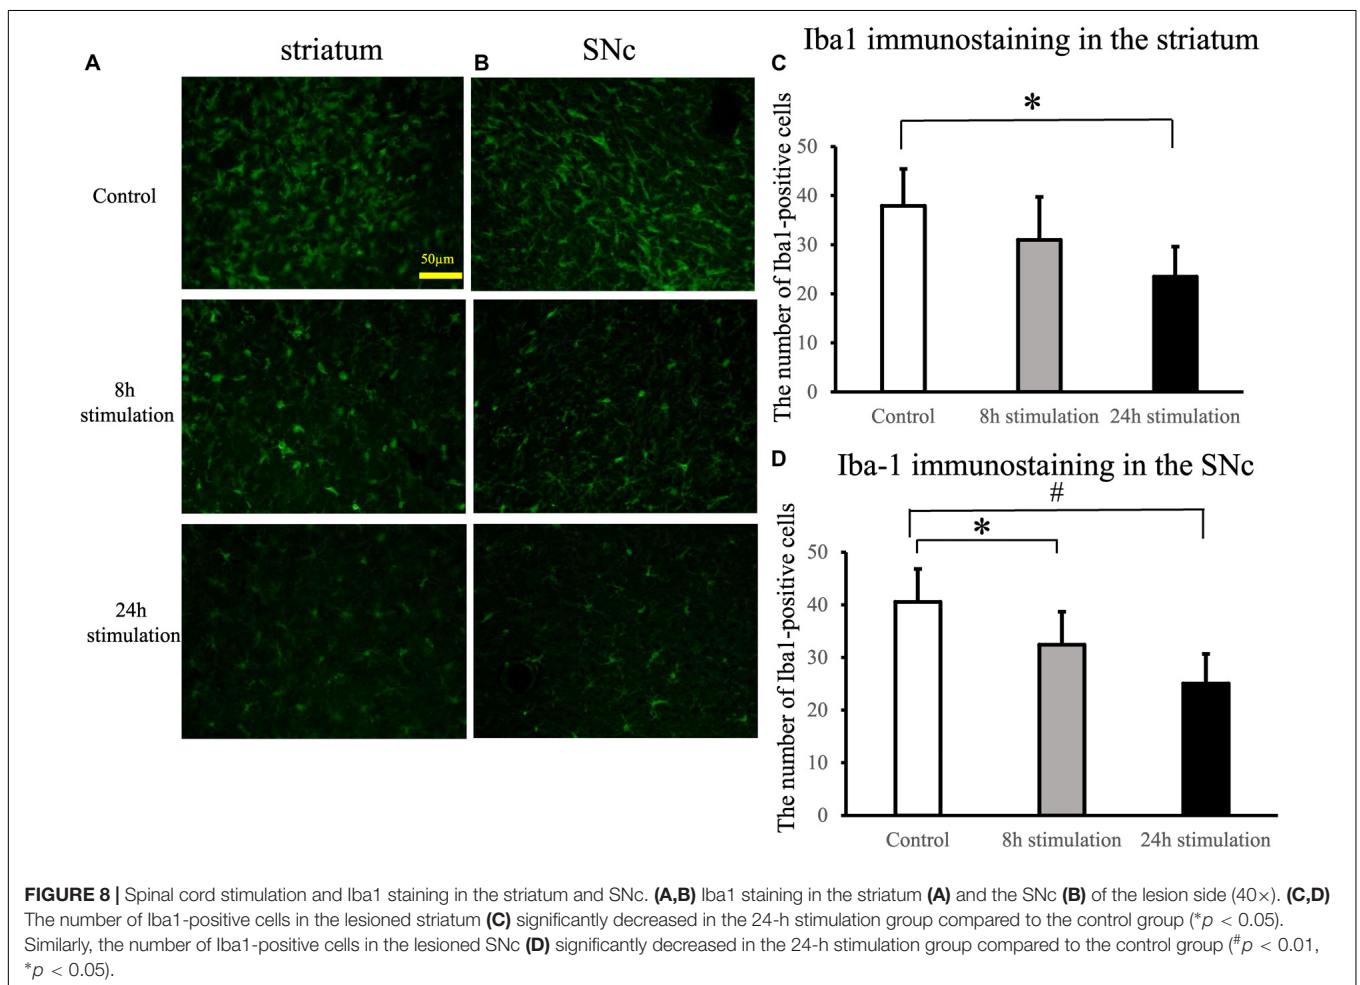 A
striatum
B
SNc
Control
50µm
8h
stimulation
24h
stimulation
C
Iba1 immunostaining in the striatum
*
The number of Iba1-positive cells
50
40
30
20
10
0
Control
8h stimulation
24h stimulation
D
Iba-1 immunostaining in the SNc
#
*
The number of Iba1-positive cells
50
40
30
20
10
0
Control
8h stimulation
24h stimulation
FIGURE 8 | Spinal cord stimulation and Iba1 staining in the striatum and SNc. (A,B) Iba1 staining in the striatum (A) and the SNc (B) of the lesion side (40×). (C,D)
The number of Iba1-positive cells in the lesioned striatum (C) significantly decreased in the 24-h stimulation group compared to the control group (*p < 0.05).
Similarly, the number of Iba1-positive cells in the lesioned SNc (D) significantly decreased in the 24-h stimulation group compared to the control group (#p < 0.01,
*p < 0.05).